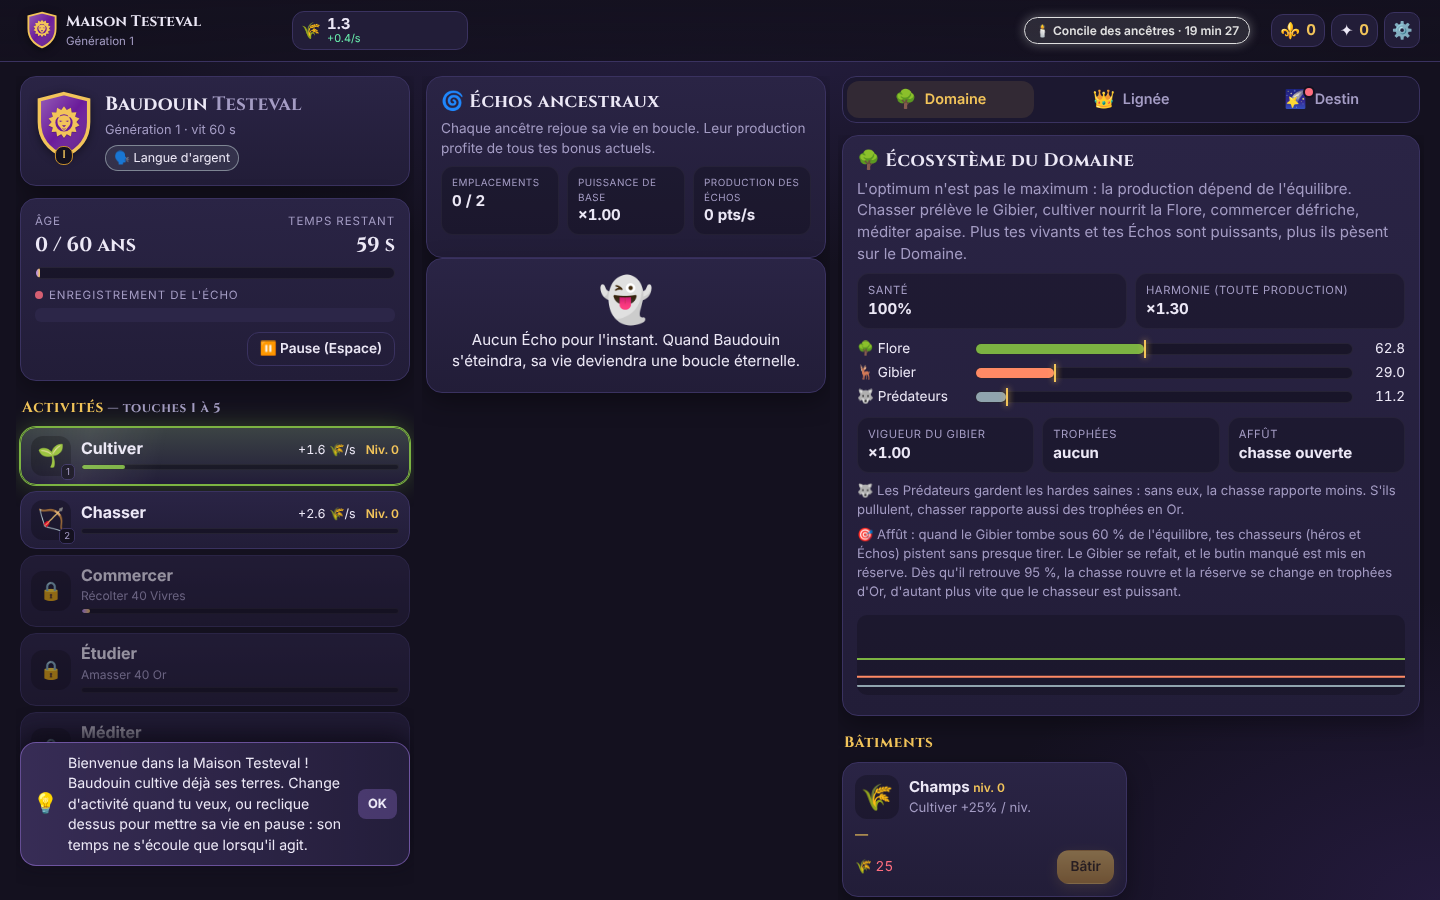 Maison Testeval
Génération 1
1.3
+0.4/s
Concile des ancêtres · 19 min 27
0
0
Baudouin Testeval
Génération 1 · vit 60 s
I
Langue d'argent
ÂGE
TEMPS RESTANT
0 / 60 ans
59 s
ENREGISTREMENT DE L'ÉCHO
Pause (Espace)
Activités — touches 1 à 5
Cultiver
+1.6 /s Niv. 0
1
Chasser
+2.6 /s Niv. 0
2
Commercer
Récolter 40 Vivres
Étudier
Amasser 40 Or
Méditer
Bienvenue dans la Maison Testeval !
Baudouin cultive déjà ses terres. Change
d'activité quand tu veux, ou reclique
dessus pour mettre sa vie en pause : son
temps ne s'écoule que lorsqu'il agit.
OK
Échos ancestraux
Chaque ancêtre rejoue sa vie en boucle. Leur production
profite de tous tes bonus actuels.
EMPLACEMENTS
0 / 2
PUISSANCE DE
BASE
×1.00
PRODUCTION DES
ÉCHOS
0 pts/s
Aucun Écho pour l'instant. Quand Baudouin
s'éteindra, sa vie deviendra une boucle éternelle.
Domaine
Lignée
Destin
Écosystème du Domaine
L'optimum n'est pas le maximum : la production dépend de l'équilibre.
Chasser prélève le Gibier, cultiver nourrit la Flore, commercer défriche,
méditer apaise. Plus tes vivants et tes Échos sont puissants, plus ils pèsent
sur le Domaine.
SANTÉ
100%
HARMONIE (TOUTE PRODUCTION)
×1.30
Flore
62.8
Gibier
29.0
Prédateurs
11.2
VIGUEUR DU GIBIER
×1.00
TROPHÉES
aucun
AFFÛT
chasse ouverte
Les Prédateurs gardent les hardes saines : sans eux, la chasse rapporte moins. S'ils
pullulent, chasser rapporte aussi des trophées en Or.
Affût : quand le Gibier tombe sous 60 % de l'équilibre, tes chasseurs (héros et
Échos) pistent sans presque tirer. Le Gibier se refait, et le butin manqué est mis en
réserve. Dès qu'il retrouve 95 %, la chasse rouvre et la réserve se change en trophées
d'Or, d'autant plus vite que le chasseur est puissant.
Bâtiments
Champs niv. 0
Cultiver +25% / niv.
—
25
Bâtir